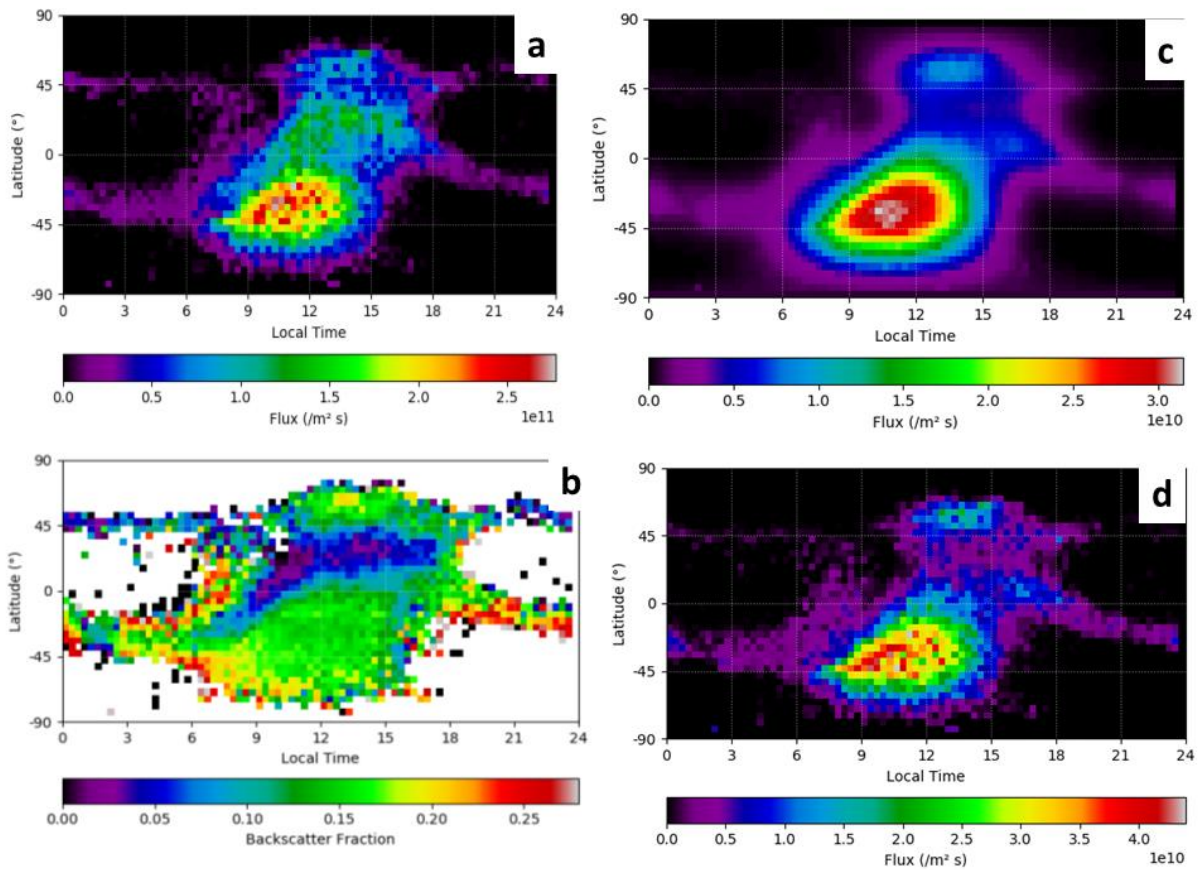 a
90
45
0
-45
-90
Latitude (°)
0 3 6 9 12 15 18 21 24
Local Time
0.0 0.5 1.0 1.5 2.0 2.5
1e11
Flux (/m² s)
c
90
45
0
-45
-90
Latitude (°)
0 3 6 9 12 15 18 21 24
Local Time
0.0 0.5 1.0 1.5 2.0 2.5 3.0
1e10
Flux (/m² s)
b
90
45
0
-45
-90
Latitude (°)
0 3 6 9 12 15 18 21 24
Local Time
0.00 0.05 0.10 0.15 0.20 0.25
Backscatter Fraction
d
90
45
0
-45
-90
Latitude (°)
0 3 6 9 12 15 18 21 24
Local Time
0.0 0.5 1.0 1.5 2.0 2.5 3.0 3.5 4.0
1e10
Flux (/m² s)